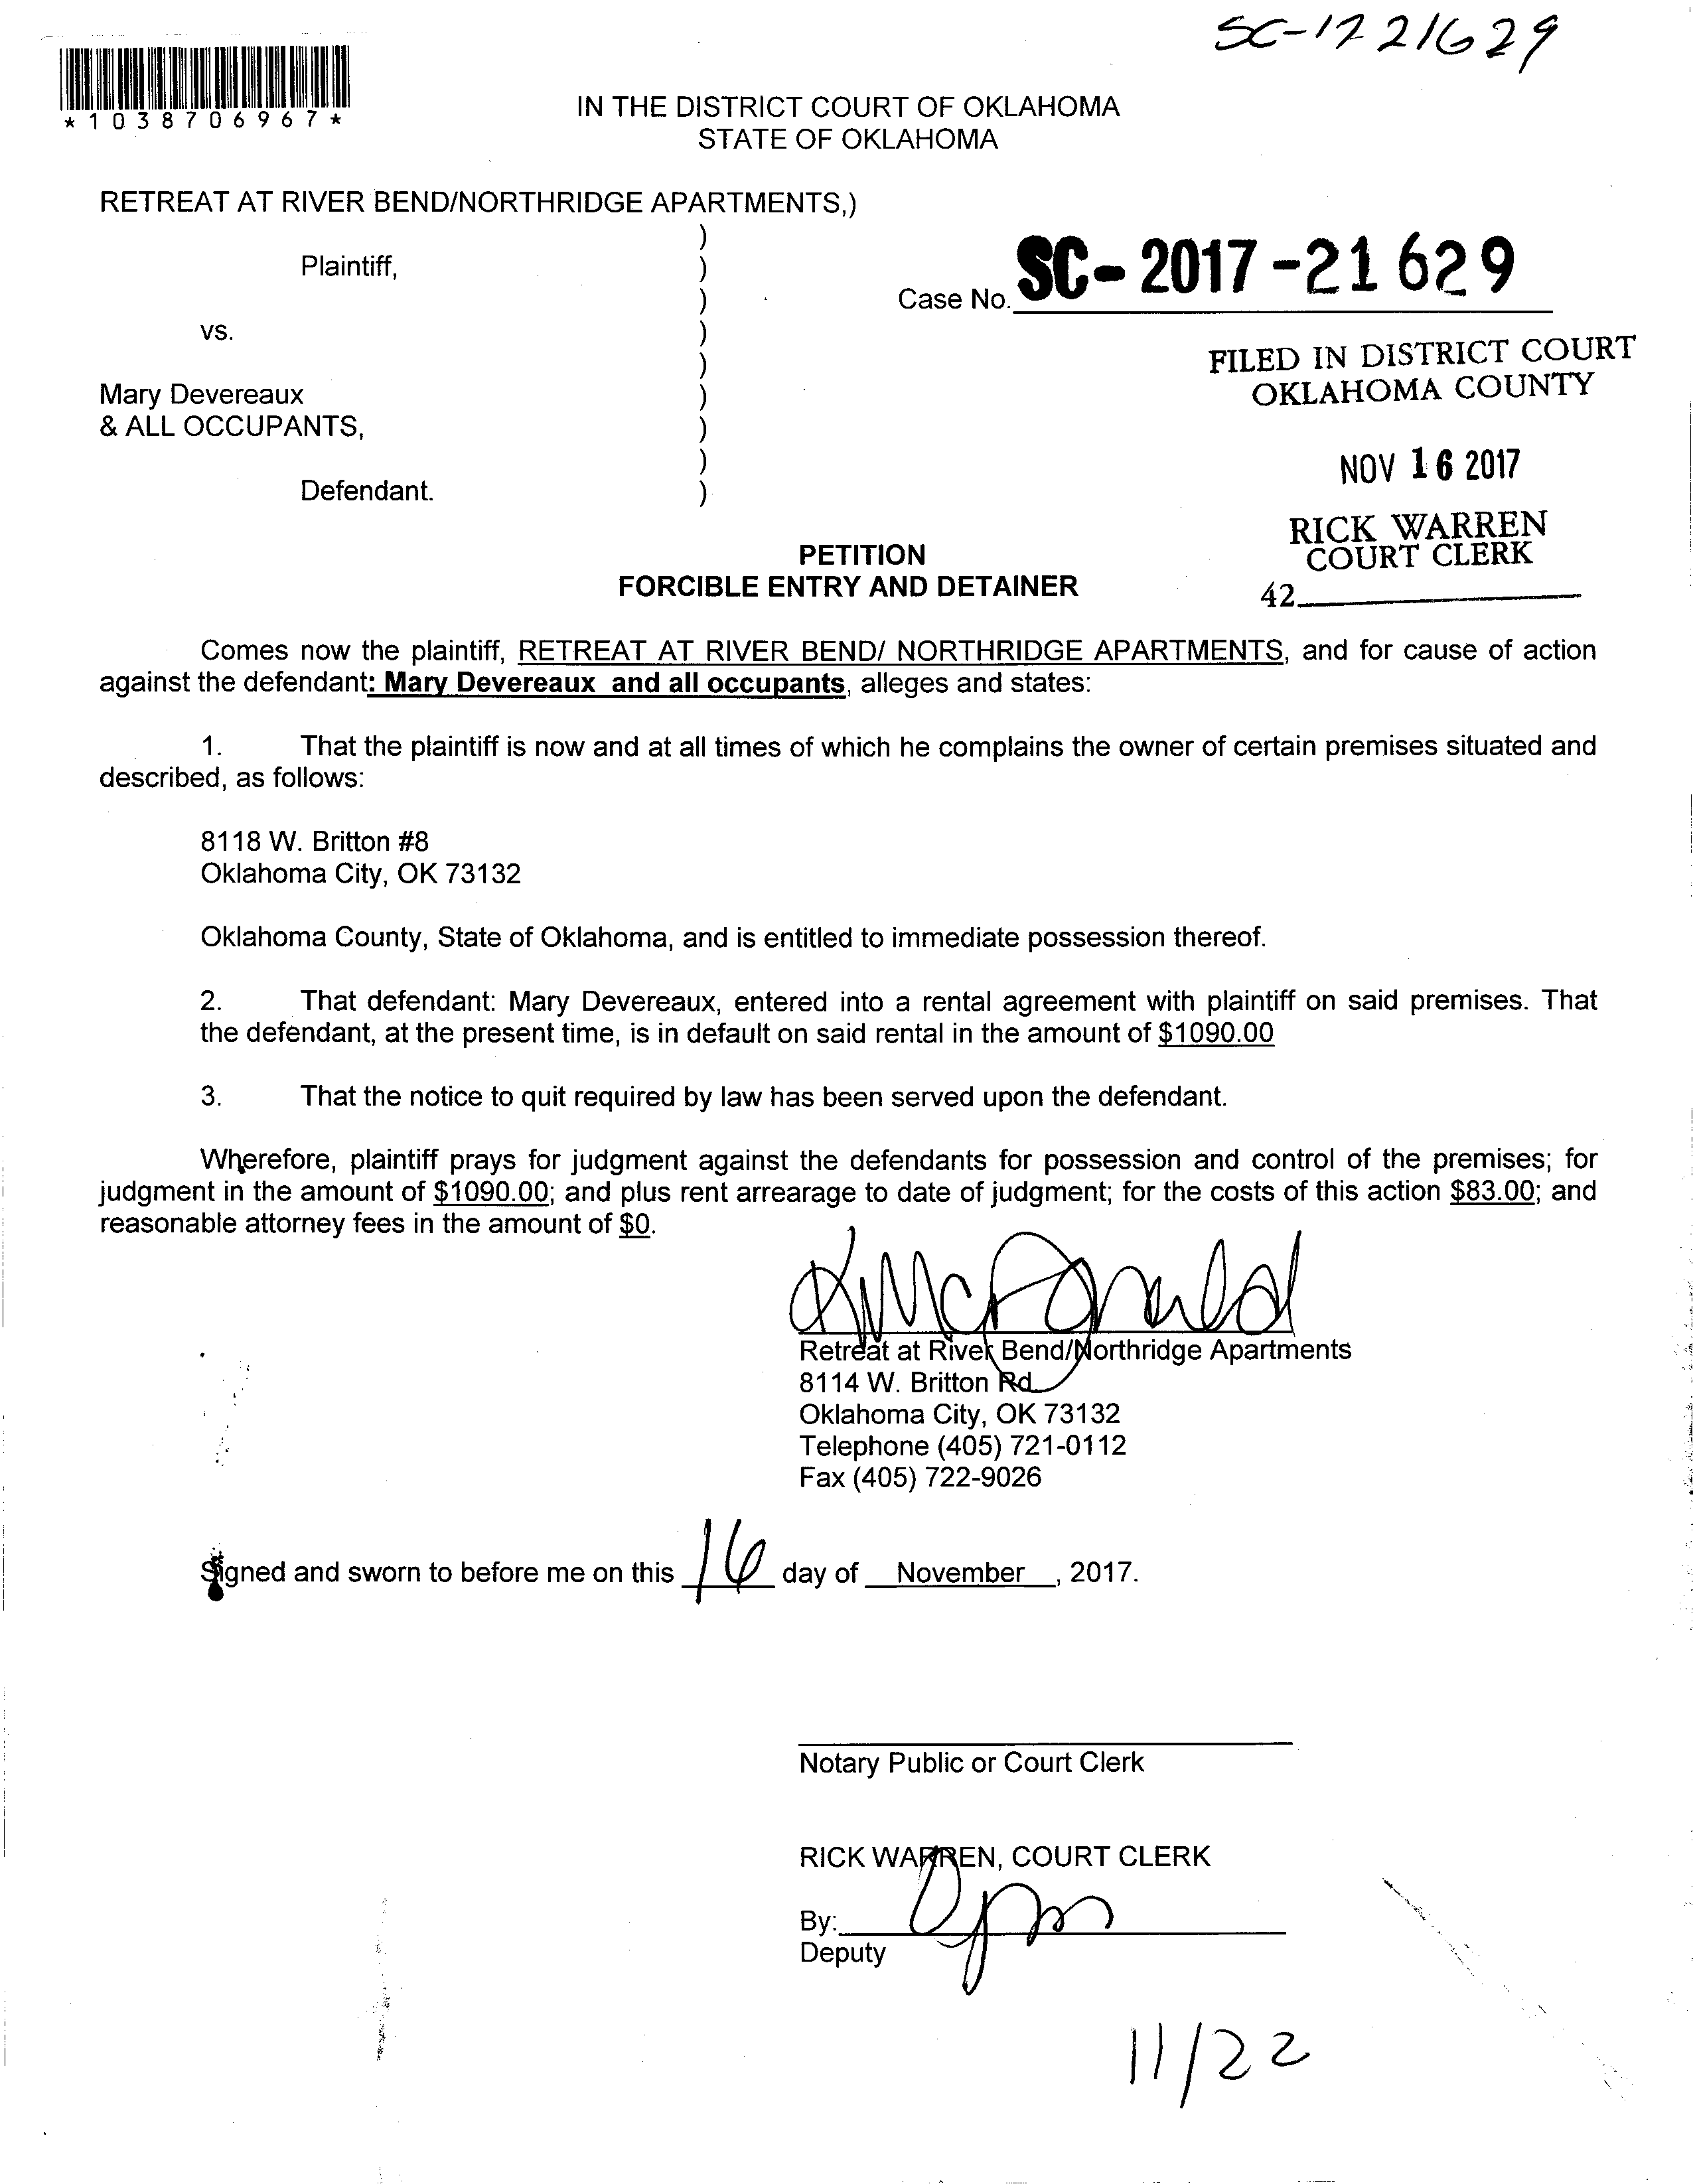 SC-1721629
*1038706967*
IN THE DISTRICT COURT OF OKLAHOMA
STATE OF OKLAHOMA
RETREAT AT RIVER BEND/NORTHRIDGE APARTMENTS,)
)
Plaintiff, )
)
Case No. SC-2017-21629
vs. )
)
FILED IN DISTRICT COURT
OKLAHOMA COUNTY
Mary Devereaux )
& ALL OCCUPANTS, )
)
NOV 16 2017
Defendant. )
RICK WARREN
COURT CLERK
42
PETITION
FORCIBLE ENTRY AND DETAINER
Comes now the plaintiff, RETREAT AT RIVER BEND/ NORTHRIDGE APARTMENTS, and for cause of action
against the defendant: Mary Devereaux and all occupants, alleges and states:
1. That the plaintiff is now and at all times of which he complains the owner of certain premises situated and
described, as follows:
8118 W. Britton #8
Oklahoma City, OK 73132
Oklahoma County, State of Oklahoma, and is entitled to immediate possession thereof.
2. That defendant: Mary Devereaux, entered into a rental agreement with plaintiff on said premises. That
the defendant, at the present time, is in default on said rental in the amount of $1090.00
3. That the notice to quit required by law has been served upon the defendant.
Wherefore, plaintiff prays for judgment against the defendants for possession and control of the premises; for
judgment in the amount of $1090.00; and plus rent arrearage to date of judgment; for the costs of this action $83.00; and
reasonable attorney fees in the amount of $0.
K McDonald
Retreat at River Bend/Northridge Apartments
8114 W. Britton Rd.
Oklahoma City, OK 73132
Telephone (405) 721-0112
Fax (405) 722-9026
Signed and sworn to before me on this 16 day of November, 2017.
Notary Public or Court Clerk
RICK WARREN, COURT CLERK
By:
Deputy
11/22